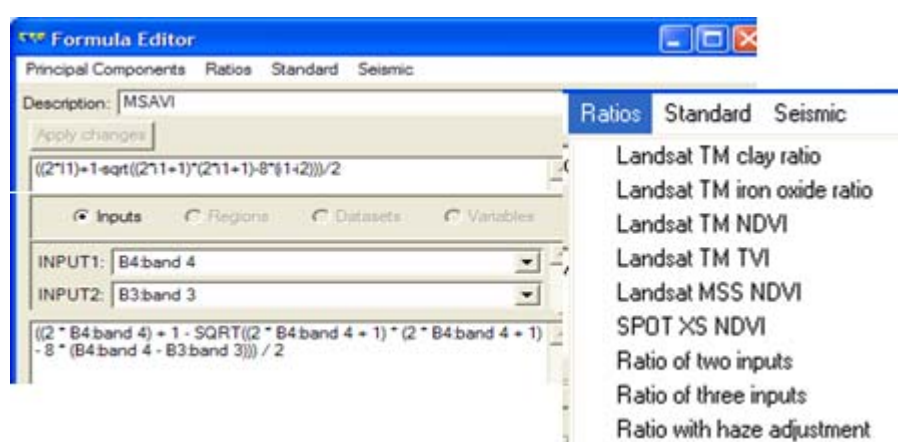 Formula Editor
Principal Components Ratios Standard Seismic
Description: MSAVI
Apply changes
((2*I1)+1-sqrt((2*i1+1)*(2*i1+1)-8*(i1-i2)))/2
Inputs Regions Datasets Variables
INPUT1: B4:band 4
INPUT2: B3:band 3
((2 * B4:band 4) + 1 - SQRT((2 * B4:band 4 + 1) * (2 * B4:band 4 + 1)
- 8 * (B4:band 4 - B3:band 3))) / 2
Ratios Standard Seismic
Landsat TM clay ratio
Landsat TM iron oxide ratio
Landsat TM NDVI
Landsat TM TVI
Landsat MSS NDVI
SPOT XS NDVI
Ratio of two inputs
Ratio of three inputs
Ratio with haze adjustment